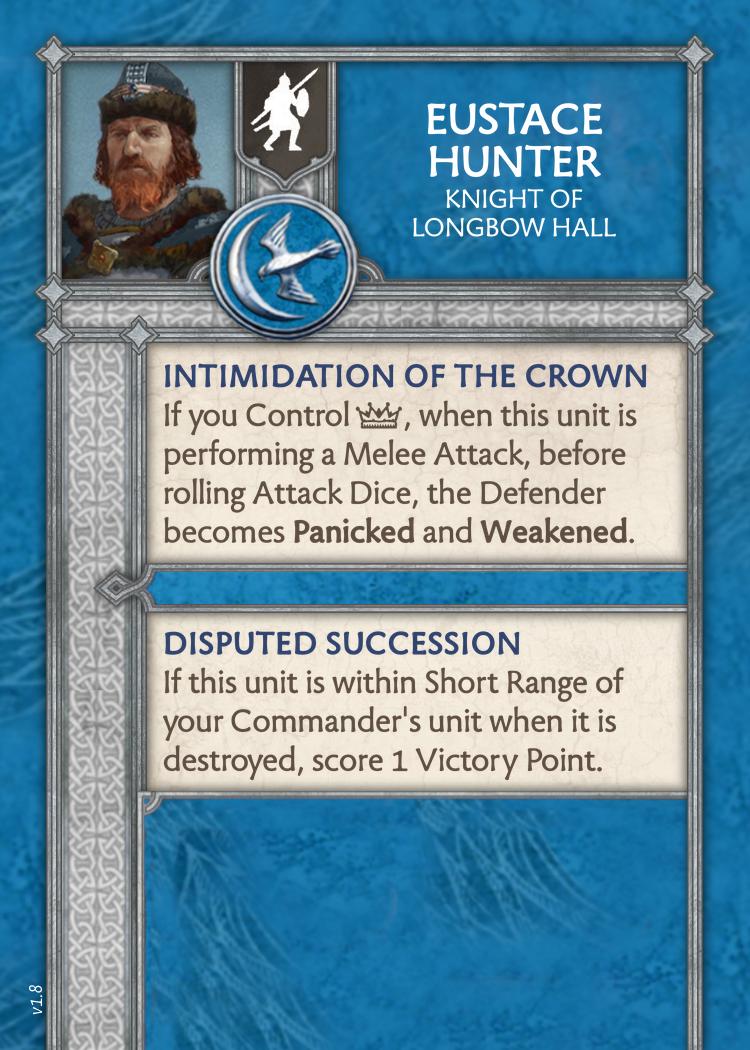 EUSTACE
HUNTER
KNIGHT OF
LONGBOW HALL
INTIMIDATION OF THE CROWN
If you Control , when this unit is
performing a Melee Attack, before
rolling Attack Dice, the Defender
becomes Panicked and Weakened.
DISPUTED SUCCESSION
If this unit is within Short Range of
your Commander's unit when it is
destroyed, score 1 Victory Point.
v1.8